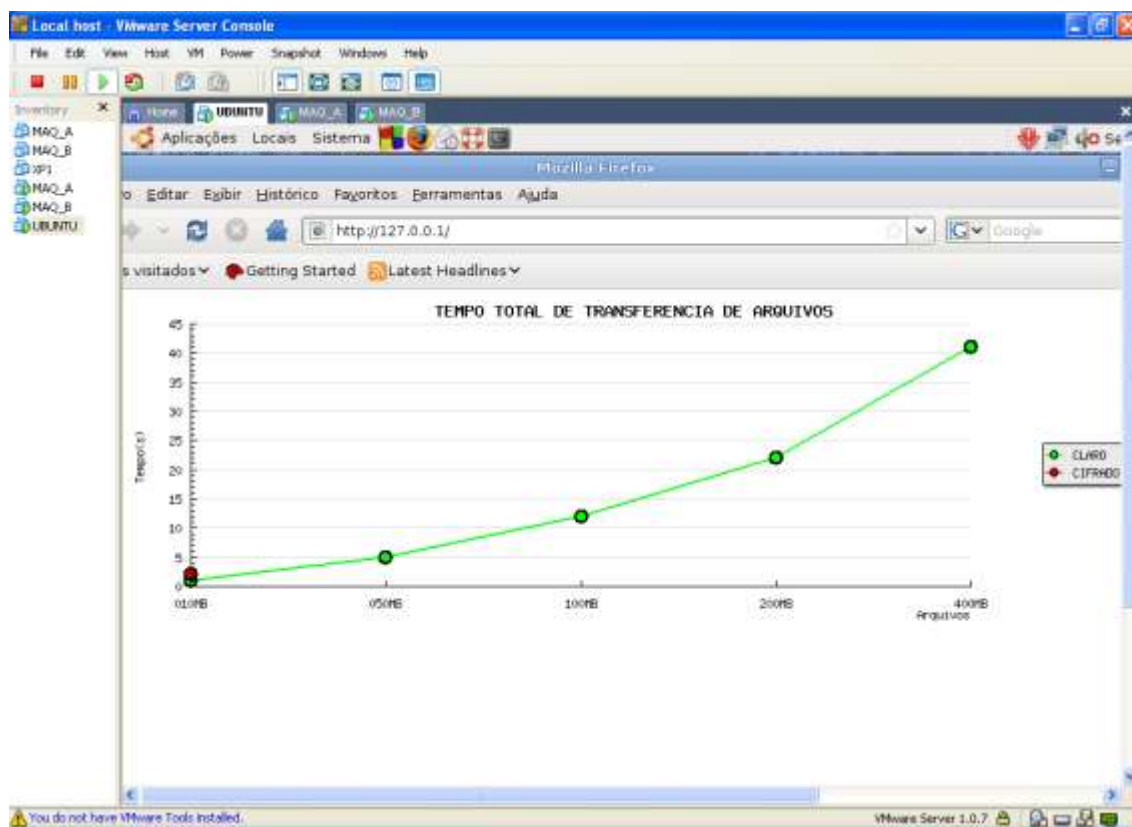 Local host - VMware Server Console
File Edit View Host VM Power Snapshot Windows Help
Inventory
Home UBUNTU MAQ_A MAQ_B
MAQ_A
MAQ_B
XP1
MAQ_A
MAQ_B
UBUNTU
Aplicações Locais Sistema
Mozilla Firefox
Editar Exibir Histórico Favoritos Ferramentas Ajuda
http://127.0.0.1/
Google
s visitados Getting Started Latest Headlines
TEMPO TOTAL DE TRANSFERENCIA DE ARQUIVOS
45
40
35
30
25
20
15
10
5
0
Tempo(s)
010MB 050MB 100MB 200MB 400MB
Arquivos
CLARO
CIFRADO
You do not have VMware Tools installed.
VMware Server 1.0.7